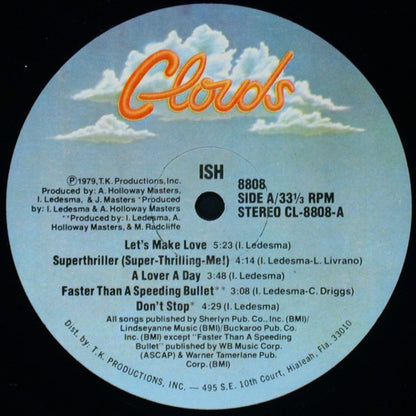 Clouds
ISH
℗1979, T.K. Productions, Inc.
Produced by: A. Holloway Masters,
I. Ledesma, & J. Masters *Produced
by: I. Ledesma & A. Holloway Masters
**Produced by: I. Ledesma, A.
Holloway Masters, & M. Radcliffe
8808
SIDE A/33⅓ RPM
STEREO CL-8808-A
Let's Make Love 5:23 (I. Ledesma)
Superthriller (Super-Thrilling-Me!) 4:14 (I. Ledesma-L. Livrano)
A Lover A Day 3:48 (I. Ledesma)
Faster Than A Speeding Bullet** 3:08 (I. Ledesma-C. Driggs)
Don't Stop* 4:29 (I. Ledesma)
All songs published by Sherlyn Pub. Co., Inc. (BMI)/
Lindseyanne Music (BMI)/Buckaroo Pub. Co.
Inc. (BMI) except "Faster Than A Speeding
Bullet" published by WB Music Corp.
(ASCAP) & Warner Tamerlane Pub.
Corp. (BMI)
Dist. by: T.K. PRODUCTIONS, INC. — 495 S.E. 10th Court, Hialeah, Fla. 33010